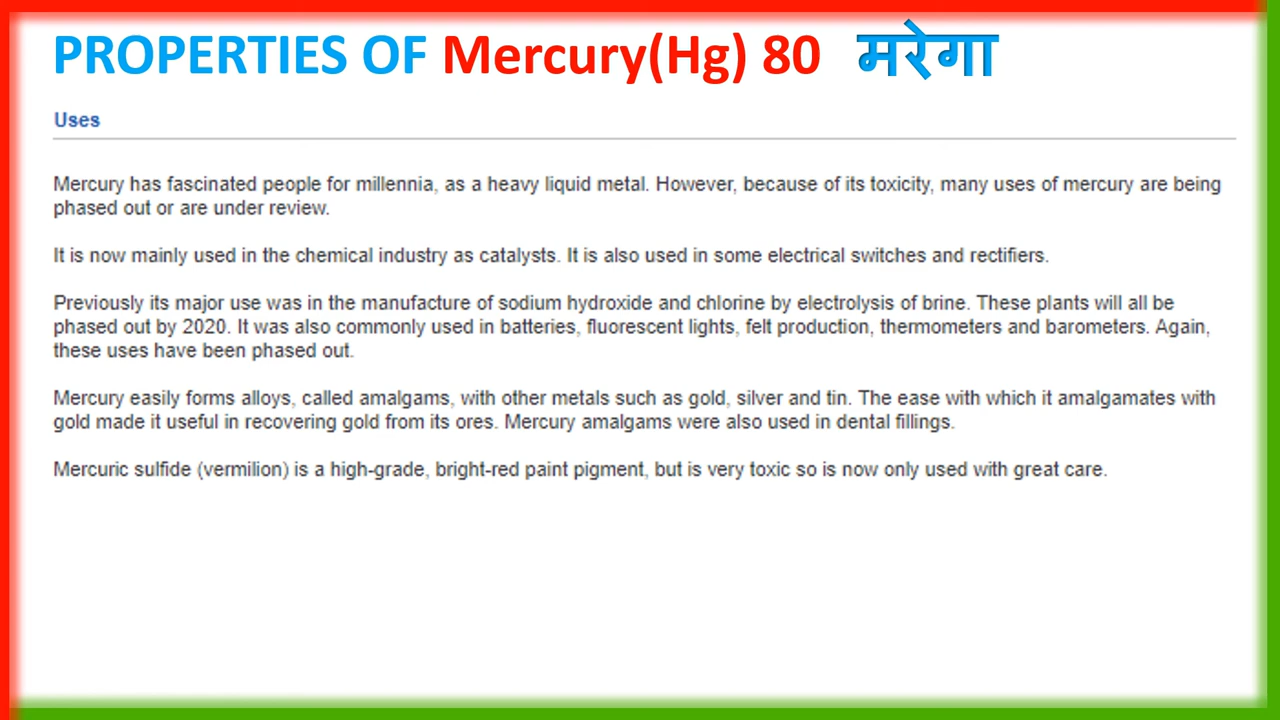 PROPERTIES OF Mercury(Hg) 80 मरेगा
Uses
Mercury has fascinated people for millennia, as a heavy liquid metal. However, because of its toxicity, many uses of mercury are being
phased out or are under review.
It is now mainly used in the chemical industry as catalysts. It is also used in some electrical switches and rectifiers.
Previously its major use was in the manufacture of sodium hydroxide and chlorine by electrolysis of brine. These plants will all be
phased out by 2020. It was also commonly used in batteries, fluorescent lights, felt production, thermometers and barometers. Again,
these uses have been phased out.
Mercury easily forms alloys, called amalgams, with other metals such as gold, silver and tin. The ease with which it amalgamates with
gold made it useful in recovering gold from its ores. Mercury amalgams were also used in dental fillings.
Mercuric sulfide (vermilion) is a high-grade, bright-red paint pigment, but is very toxic so is now only used with great care.